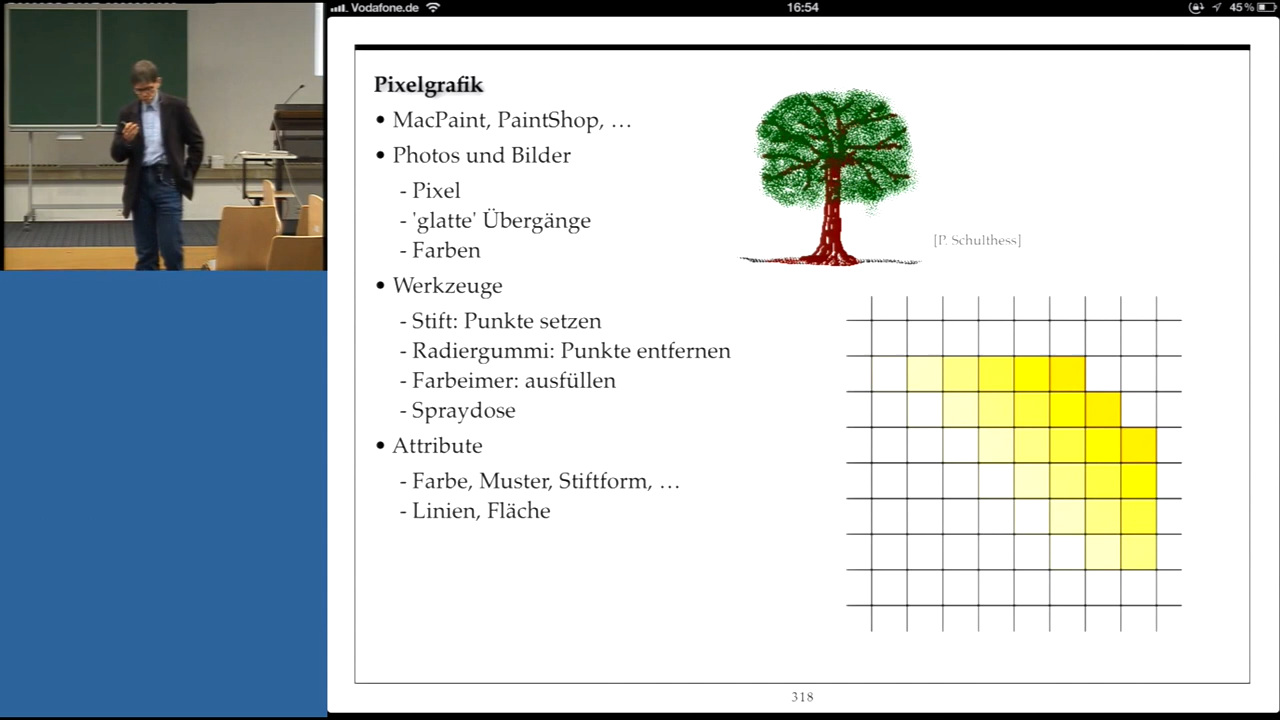 Vodafone.de 16:54 45%
Pixelgrafik
• MacPaint, PaintShop, …
• Photos und Bilder
- Pixel
- 'glatte' Übergänge
- Farben
[P. Schulthess]
• Werkzeuge
- Stift: Punkte setzen
- Radiergummi: Punkte entfernen
- Farbeimer: ausfüllen
- Spraydose
• Attribute
- Farbe, Muster, Stiftform, …
- Linien, Fläche
318